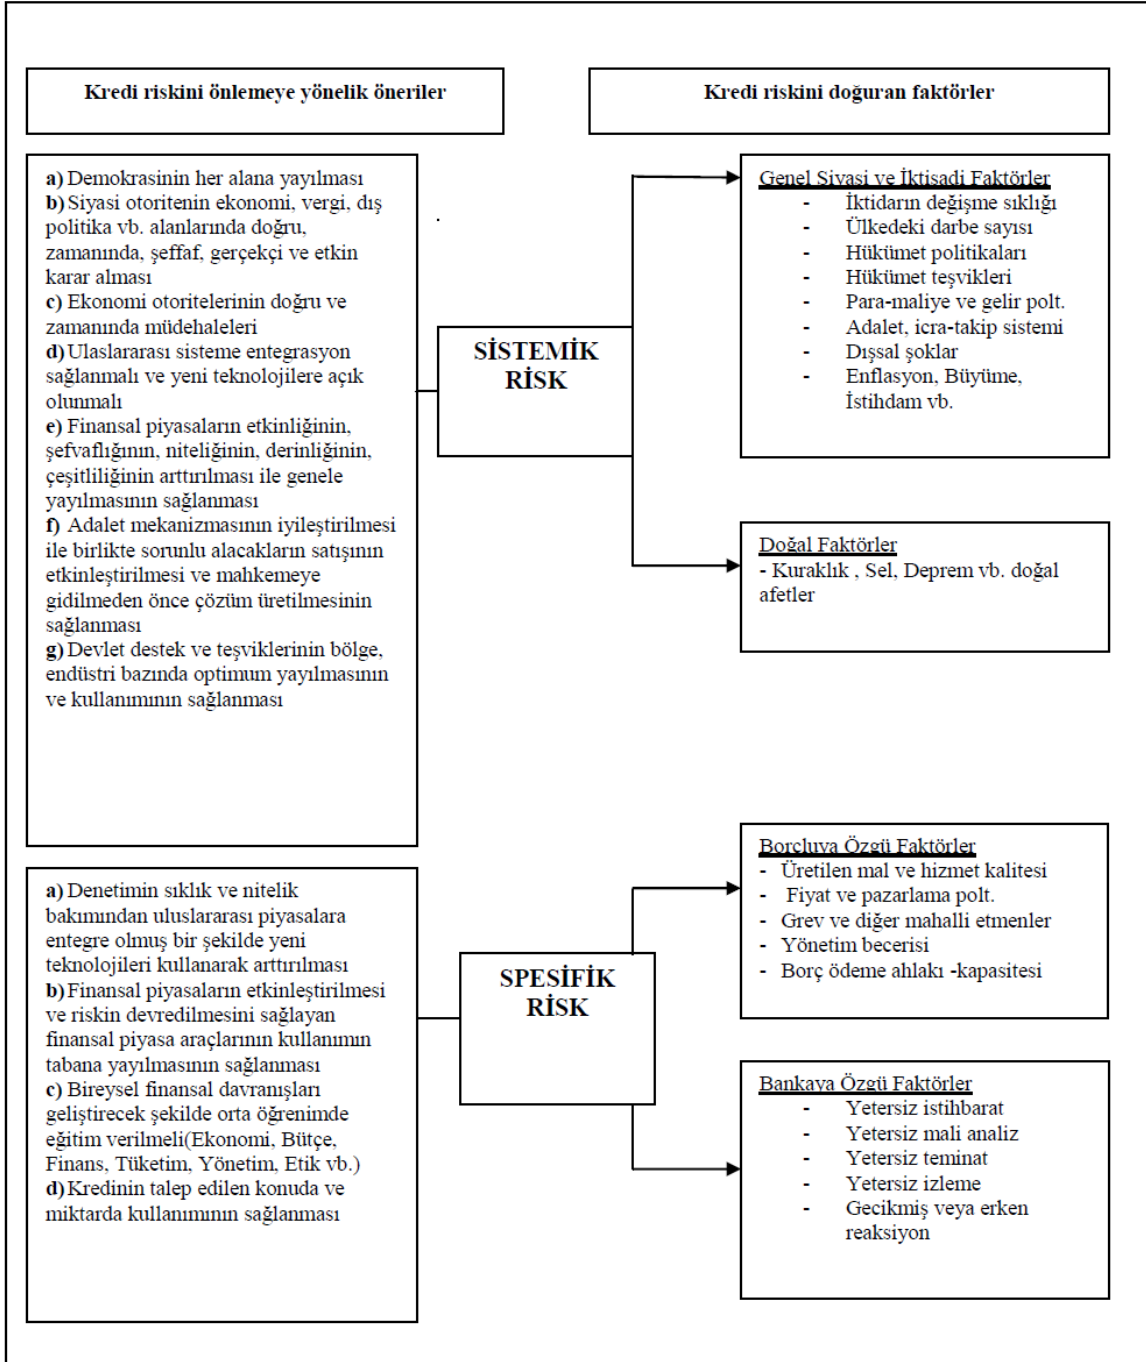 Kredi riskini önlemeye yönelik öneriler
Kredi riskini doğuran faktörler
a) Demokrasinin her alana yayılması
b) Siyasi otoritenin ekonomi, vergi, dış
politika vb. alanlarında doğru,
zamanında, şeffaf, gerçekçi ve etkin
karar alması
c) Ekonomi otoritelerinin doğru ve
zamanında müdehaleleri
d) Ulaslararası sisteme entegrasyon
sağlanmalı ve yeni teknolojilere açık
olunmalı
e) Finansal piyasaların etkinliğinin,
şefvaflığının, niteliğinin, derinliğinin,
çeşitliliğinin arttırılması ile genele
yayılmasının sağlanması
f) Adalet mekanizmasının iyileştirilmesi
ile birlikte sorunlu alacakların satışının
etkinleştirilmesi ve mahkemeye
gidilmeden önce çözüm üretilmesinin
sağlanması
g) Devlet destek ve teşviklerinin bölge,
endüstri bazında optimum yayılmasının
ve kullanımının sağlanması
SİSTEMİK
RİSK
Genel Siyasi ve İktisadi Faktörler
- İktidarın değişme sıklığı
- Ülkedeki darbe sayısı
- Hükümet politikaları
- Hükümet teşvikleri
- Para-maliye ve gelir polt.
- Adalet, icra-takip sistemi
- Dışsal şoklar
- Enflasyon, Büyüme,
İstihdam vb.
Doğal Faktörler
- Kuraklık , Sel, Deprem vb. doğal
afetler
a) Denetimin sıklık ve nitelik
bakımından uluslararası piyasalara
entegre olmuş bir şekilde yeni
teknolojileri kullanarak arttırılması
b) Finansal piyasaların etkinleştirilmesi
ve riskin devredilmesini sağlayan
finansal piyasa araçlarının kullanımın
tabana yayılmasının sağlanması
c) Bireysel finansal davranışları
geliştirecek şekilde orta öğrenimde
eğitim verilmeli(Ekonomi, Bütçe,
Finans, Tüketim, Yönetim, Etik vb.)
d) Kredinin talep edilen konuda ve
miktarda kullanımının sağlanması
SPESİFİK
RİSK
Borçluya Özgü Faktörler
- Üretilen mal ve hizmet kalitesi
- Fiyat ve pazarlama polt.
- Grev ve diğer mahalli etmenler
- Yönetim becerisi
- Borç ödeme ahlakı -kapasitesi
Bankaya Özgü Faktörler
- Yetersiz istihbarat
- Yetersiz mali analiz
- Yetersiz teminat
- Yetersiz izleme
- Gecikmiş veya erken
reaksiyon